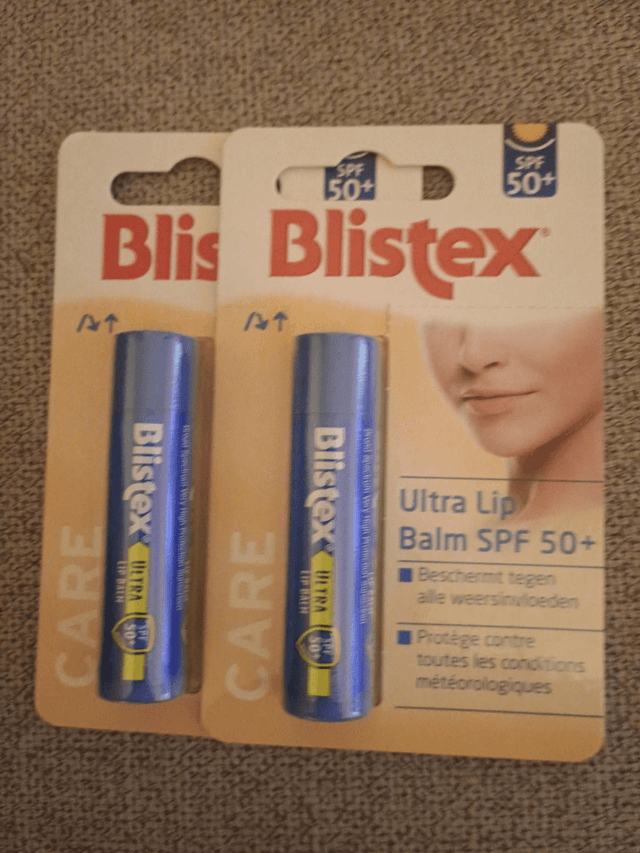 SPF
50+
SPF
50+
Blis
Blistex®
Ultra Lip
Balm SPF 50+
Beschermt tegen
alle weersinvloeden
Protège contre
toutes les conditions
météorologiques
CARE
Blistex®
ULTRA
LIP BALM
SPF
50+
CARE
Blistex®
ULTRA
LIP BALM
SPF
50+